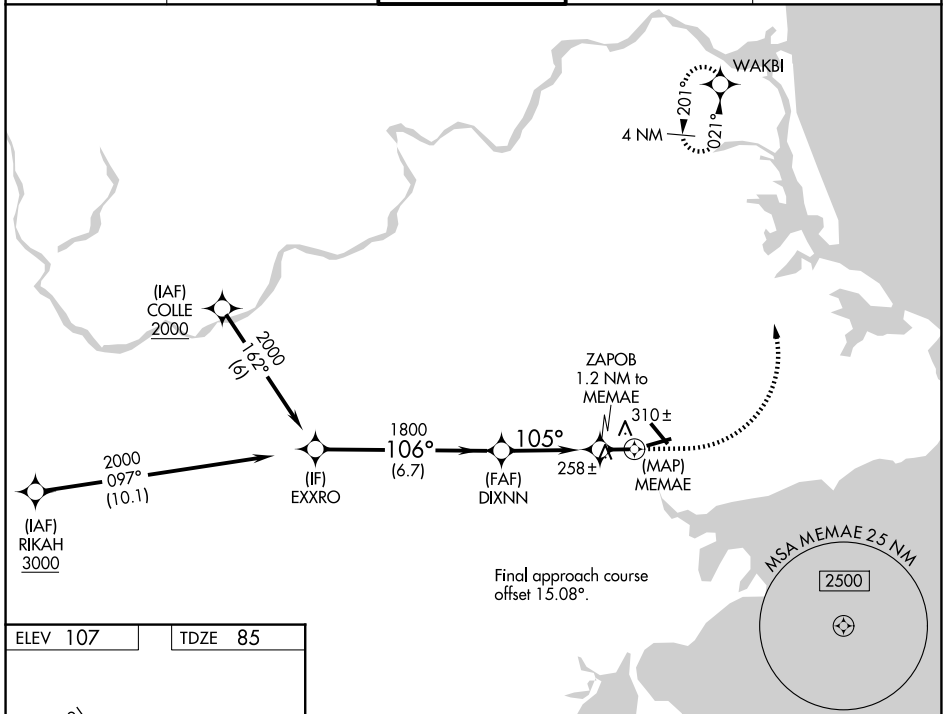 WAKBI
201°
021°
4 NM
(IAF)
COLLE
2000
2000
162°
(6)
ZAPOB
1.2 NM to
MEMAE
310±
1800
106°
(6.7)
105°
258±
(MAP)
MEMAE
2000
097°
(10.1)
(IF)
EXXRO
(FAF)
DIXNN
(IAF)
RIKAH
3000
Final approach course
offset 15.08°.
MSA MEMAE 25 NM
2500
ELEV 107
TDZE 85